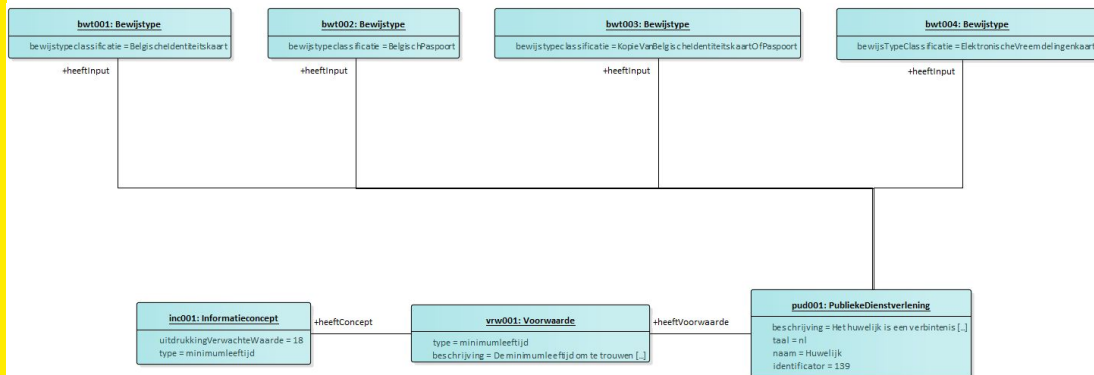 bwt001: Bewijstype
bewijstypeclassificatie = BelgischeIdentiteitskaart
bwt002: Bewijstype
bewijstypeclassificatie = BelgischPaspoort
bwt003: Bewijstype
bewijstypeclassificatie = KopieVanBelgischeIdentiteitskaartOfPaspoort
bwt004: Bewijstype
bewijsTypeClassificatie = ElektronischeVreemdelingenkaart
+heeftInput
+heeftInput
+heeftInput
+heeftInput
inc001: Informatieconcept
uitdrukkingVerwachteWaarde = 18
type = minimumleeftijd
+heeftConcept
vrw001: Voorwaarde
type = minimumleeftijd
beschrijving = De minimumleeftijd om te trouwen [..]
+heeftVoorwaarde
pud001: PubliekeDienstverlening
beschrijving = Het huwelijk is een verbintenis [..]
taal = nl
naam = Huwelijk
identificator = 139